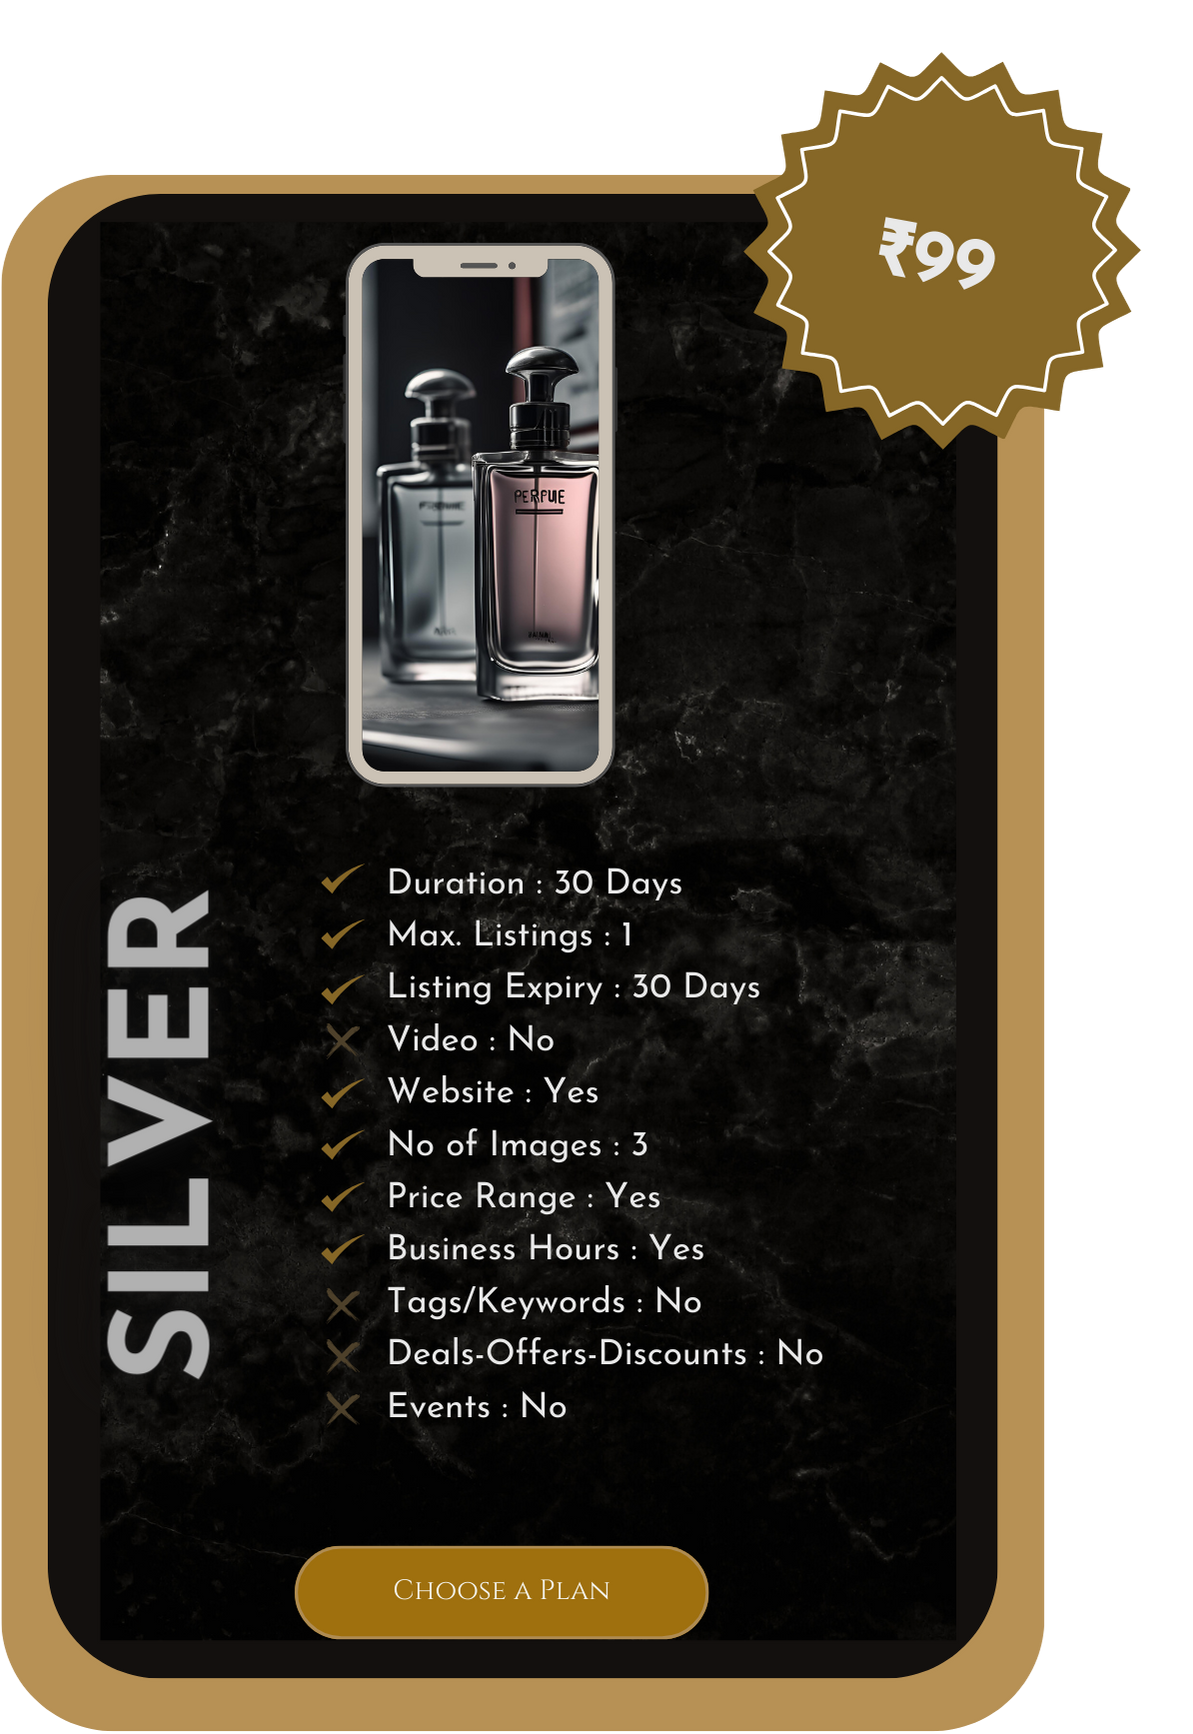 ₹99
PERPUIE
SILVER
Duration : 30 Days
Max. Listings : 1
Listing Expiry : 30 Days
Video : No
Website : Yes
No of Images : 3
Price Range : Yes
Business Hours : Yes
Tags/Keywords : No
Deals-Offers-Discounts : No
Events : No
Choose a Plan